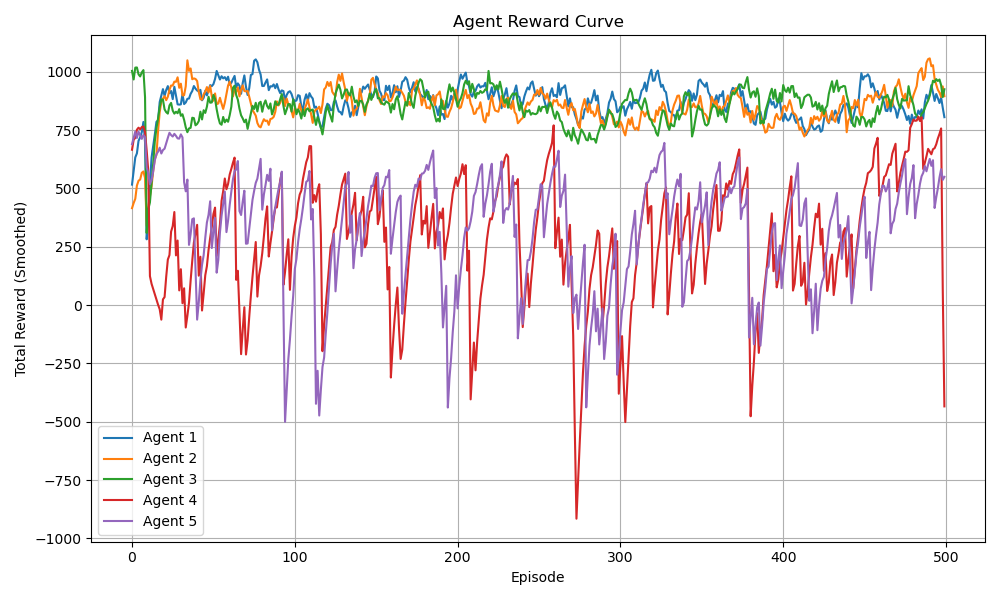 Agent Reward Curve
Total Reward (Smoothed)
1000
750
500
250
0
−250
−500
−750
−1000
Agent 1
Agent 2
Agent 3
Agent 4
Agent 5
0 100 200 300 400 500
Episode